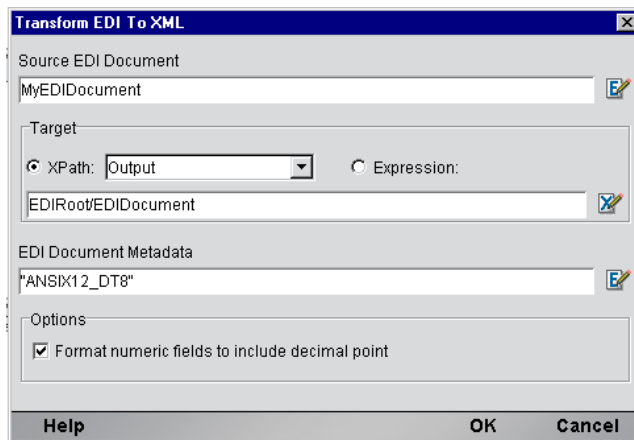 Transform EDI To XML
Source EDI Document
MyEDIDocument
Target
XPath: Output Expression:
EDIRoot/EDIDocument
EDI Document Metadata
"ANSIX12_DT8"
Options
Format numeric fields to include decimal point
Help OK Cancel